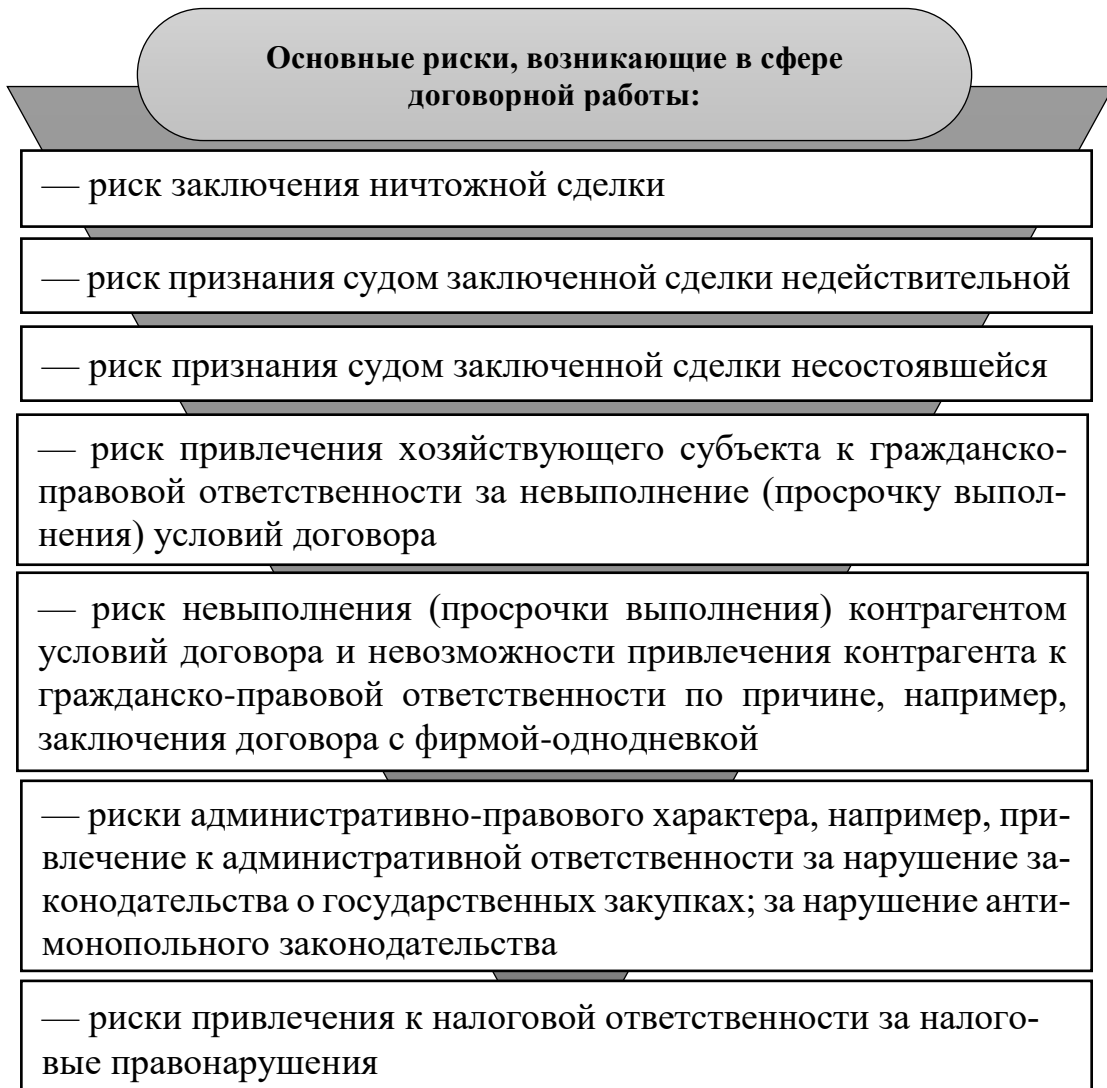 Основные риски, возникающие в сфере
договорной работы:
— риск заключения ничтожной сделки
— риск признания судом заключенной сделки недействительной
— риск признания судом заключенной сделки несостоявшейся
— риск привлечения хозяйствующего субъекта к гражданско-
правовой ответственности за невыполнение (просрочку выпол-
нения) условий договора
— риск невыполнения (просрочки выполнения) контрагентом
условий договора и невозможности привлечения контрагента к
гражданско-правовой ответственности по причине, например,
заключения договора с фирмой-однодневкой
— риски административно-правового характера, например, при-
влечение к административной ответственности за нарушение за-
конодательства о государственных закупках; за нарушение анти-
монопольного законодательства
— риски привлечения к налоговой ответственности за налого-
вые правонарушения